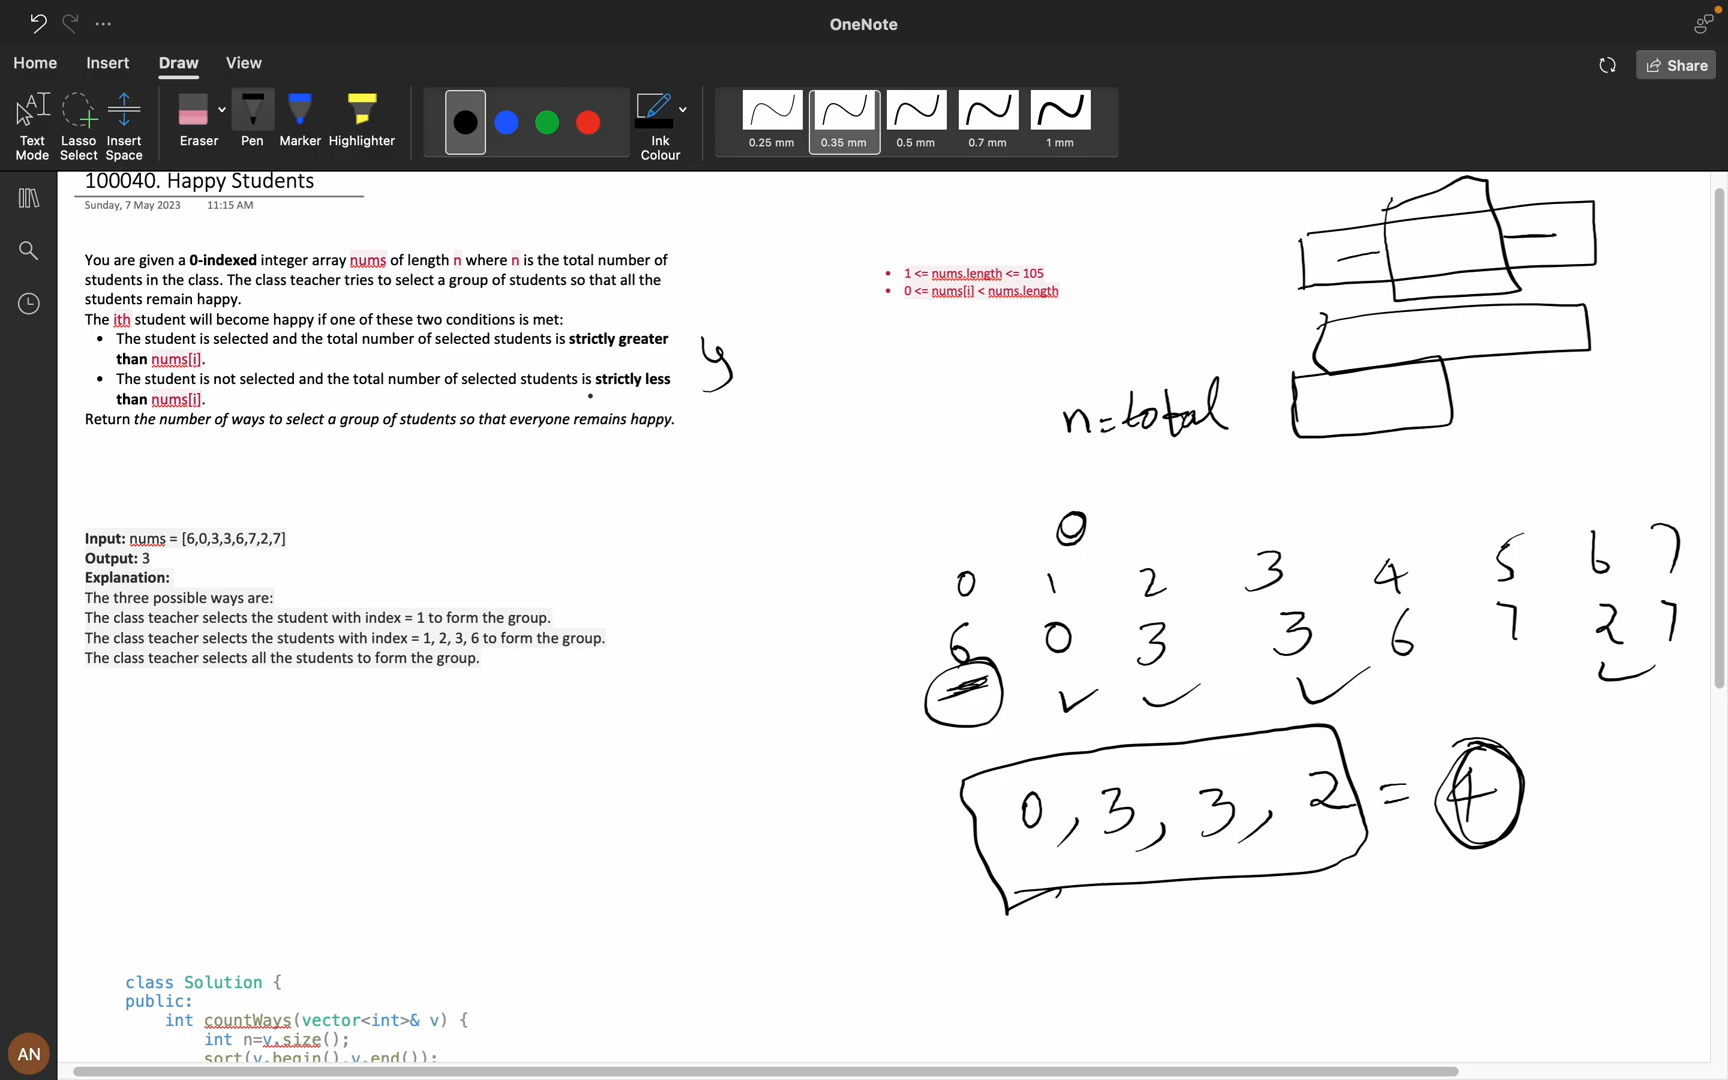 OneNote
Home Insert Draw View
Share
Text Mode
Lasso Select
Insert Space
Eraser
Pen
Marker
Highlighter
Ink Colour
0.25 mm
0.35 mm
0.5 mm
0.7 mm
1 mm
100040. Happy Students
Sunday, 7 May 2023 11:15 AM
You are given a 0-indexed integer array nums of length n where n is the total number of
students in the class. The class teacher tries to select a group of students so that all the
students remain happy.
The ith student will become happy if one of these two conditions is met:
• The student is selected and the total number of selected students is strictly greater
than nums[i].
• The student is not selected and the total number of selected students is strictly less
than nums[i].
Return the number of ways to select a group of students so that everyone remains happy.
• 1 <= nums.length <= 105
• 0 <= nums[i] < nums.length
y
n=total
Input: nums = [6,0,3,3,6,7,2,7]
Output: 3
Explanation:
The three possible ways are:
The class teacher selects the student with index = 1 to form the group.
The class teacher selects the students with index = 1, 2, 3, 6 to form the group.
The class teacher selects all the students to form the group.
0
0 1 2 3 4 5 6 7
6 0 3 3 6 7 2 7
0, 3, 3, 2 = 4
class Solution {
public:
int countWays(vector<int>& v) {
int n=v.size();
sort(v.begin(),v.end());
AN